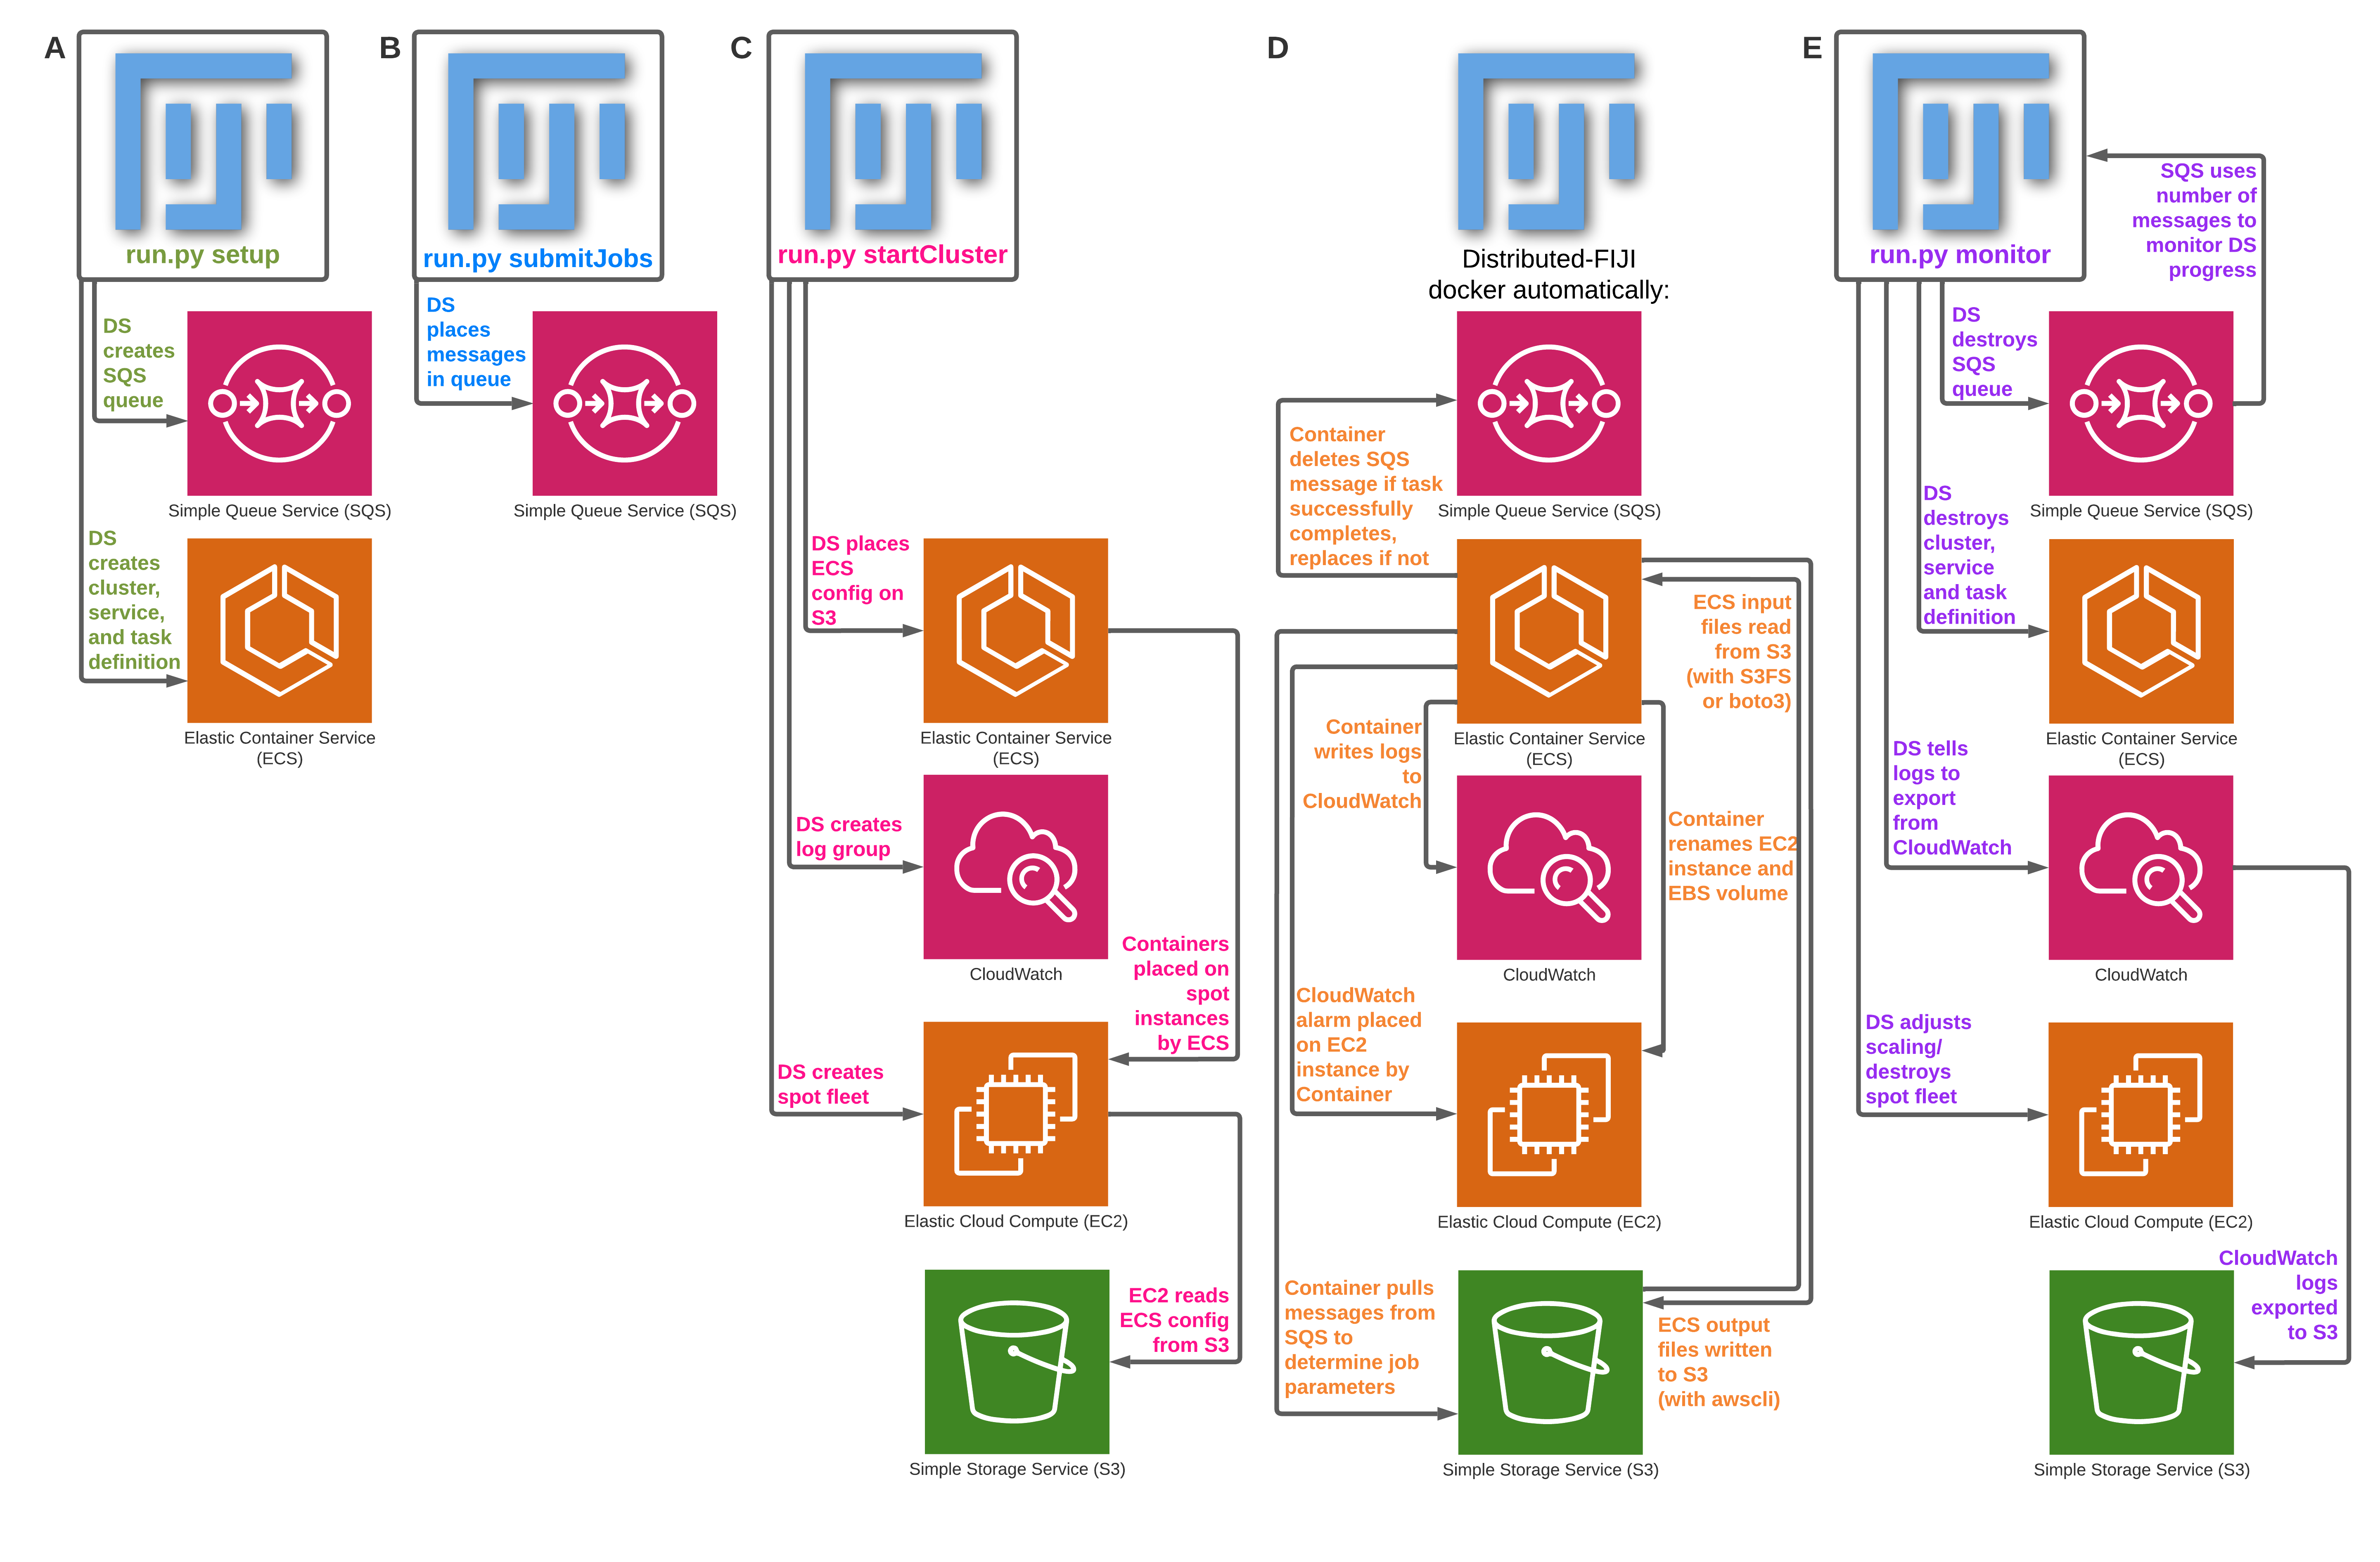 A
run.py setup
DS
creates
SQS
queue
Simple Queue Service (SQS)
DS
creates
cluster,
service,
and task
definition
Elastic Container Service
(ECS)
B
run.py submitJobs
DS
places
messages
in queue
Simple Queue Service (SQS)
C
run.py startCluster
DS places
ECS
config on
S3
Elastic Container Service
(ECS)
DS creates
log group
CloudWatch
Containers
placed on
spot
instances
by ECS
DS creates
spot fleet
Elastic Cloud Compute (EC2)
EC2 reads
ECS config
from S3
Simple Storage Service (S3)
D
Distributed-FIJI
docker automatically:
Container
deletes SQS
message if task
successfully
completes,
replaces if not
Simple Queue Service (SQS)
ECS input
files read
from S3
(with S3FS
or boto3)
Elastic Container Service
(ECS)
Container
writes logs
to
CloudWatch
Container
renames EC2
instance and
EBS volume
CloudWatch
CloudWatch
alarm placed
on EC2
instance by
Container
Elastic Cloud Compute (EC2)
Container pulls
messages from
SQS to
determine job
parameters
ECS output
files written
to S3
(with awscli)
Simple Storage Service (S3)
E
run.py monitor
SQS uses
number of
messages to
monitor DS
progress
DS
destroys
SQS
queue
Simple Queue Service (SQS)
DS
destroys
cluster,
service
and task
definition
Elastic Container Service
(ECS)
DS tells
logs to
export
from
CloudWatch
CloudWatch
DS adjusts
scaling/
destroys
spot fleet
Elastic Cloud Compute (EC2)
CloudWatch
logs
exported
to S3
Simple Storage Service (S3)